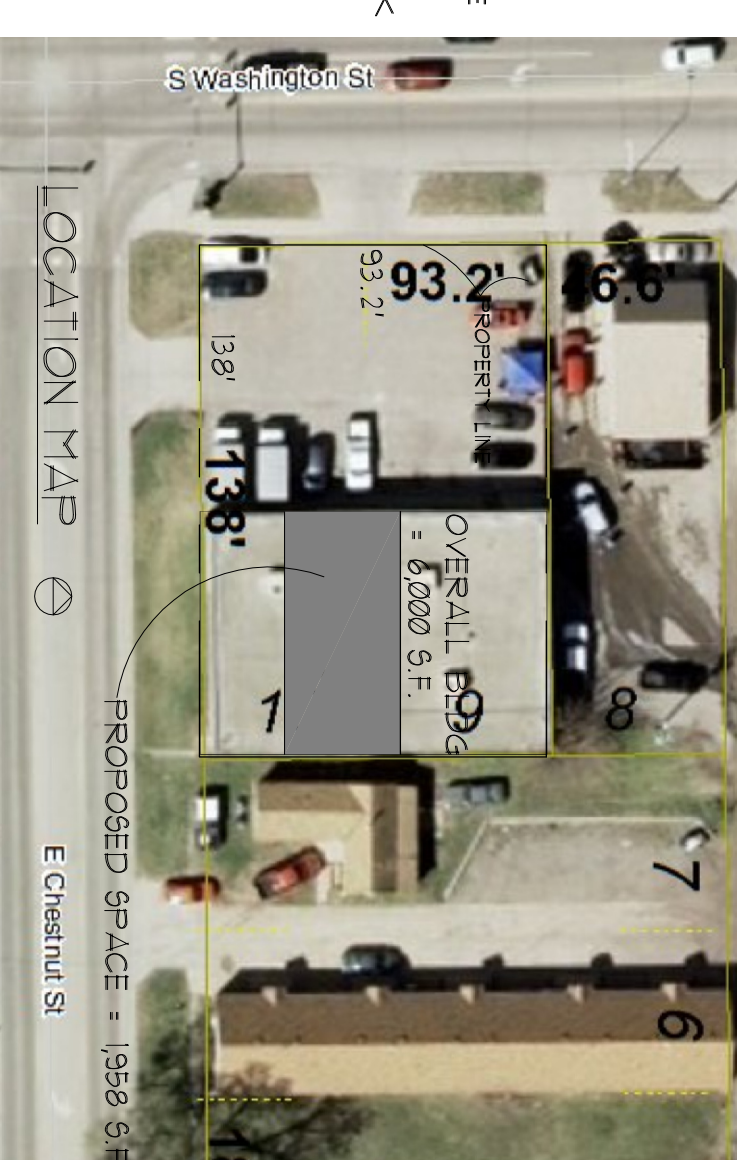 S Washington St
93.2'
93.2'
46.6'
138'
138'
PROPERTY LINE
LOCATION MAP
OVERALL BLDG
= 6,000 S.F.
1
9
8
PROPOSED SPACE = 1,958 S.F
E Chestnut St
7
6